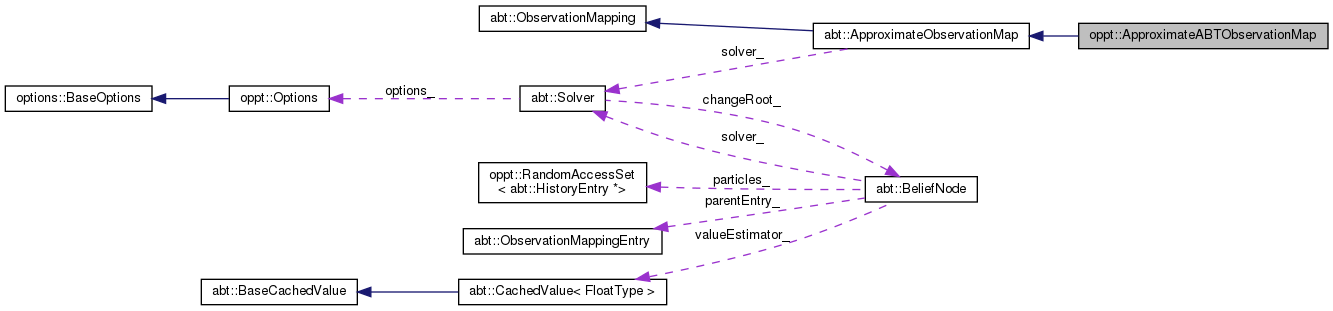 abt::ObservationMapping
abt::ApproximateObservationMap
oppt::ApproximateABTObservationMap
solver_
options::BaseOptions
oppt::Options
options_
abt::Solver
changeRoot_
solver_
oppt::RandomAccessSet
< abt::HistoryEntry *>
particles_
abt::BeliefNode
parentEntry_
abt::ObservationMappingEntry
valueEstimator_
abt::BaseCachedValue
abt::CachedValue< FloatType >